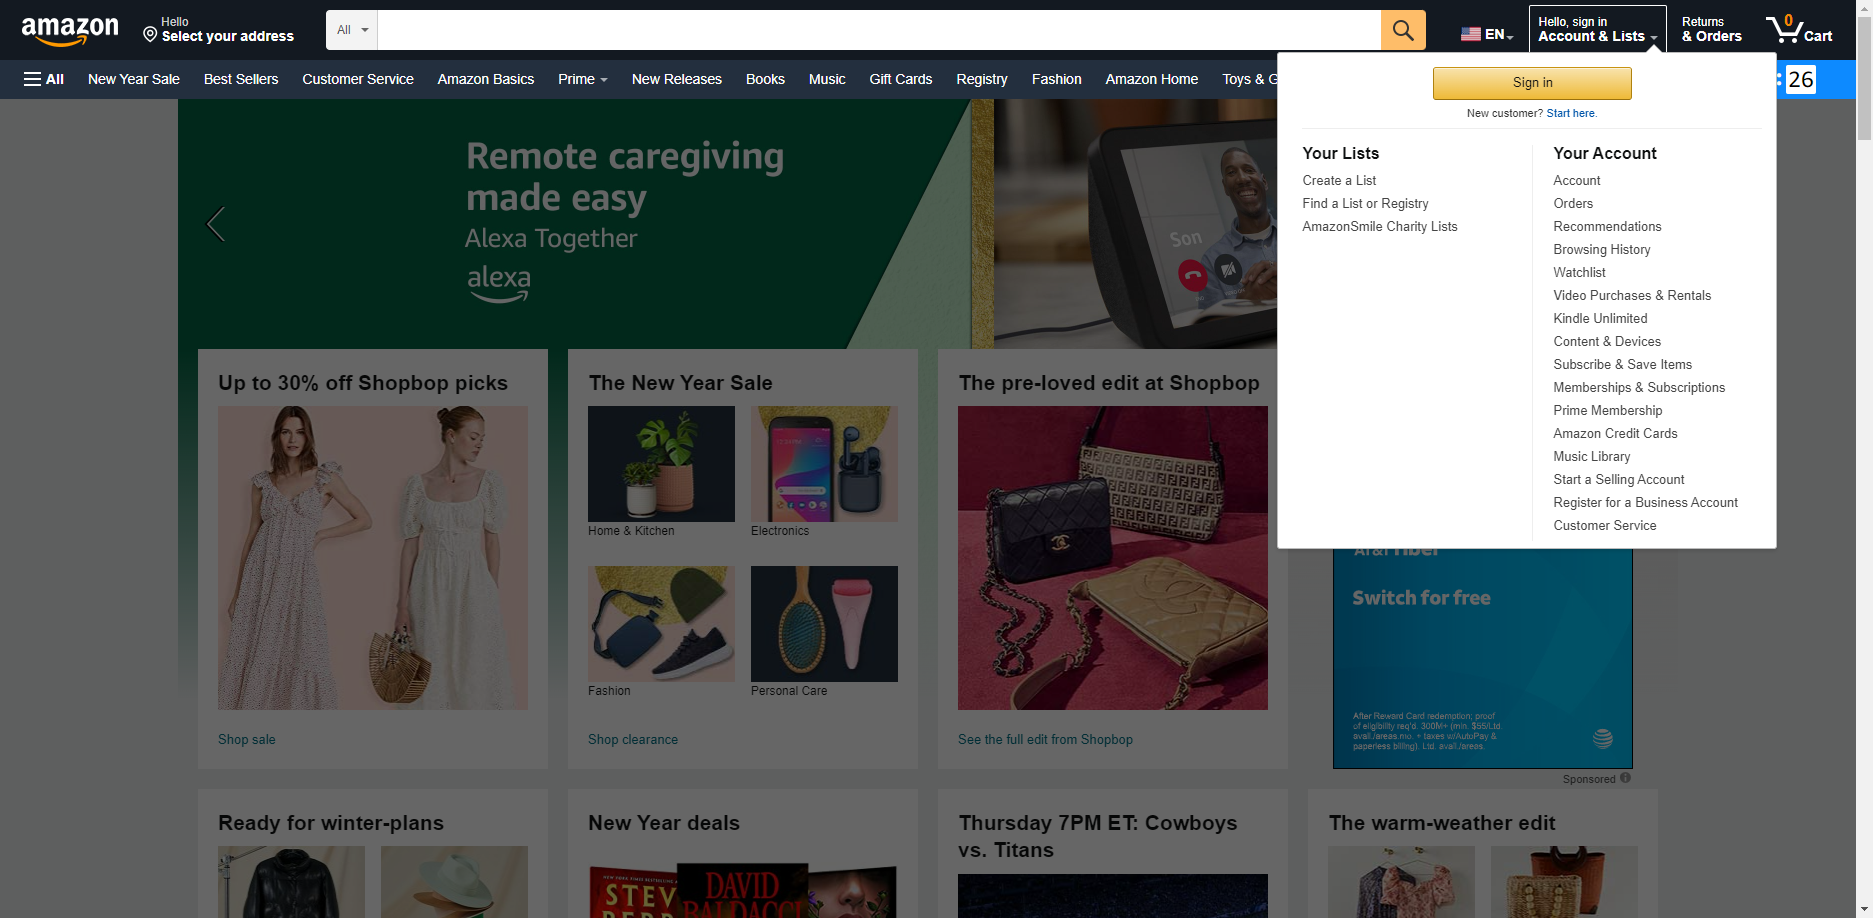 amazon
Hello
Select your address
All
EN
Hello, sign in
Account & Lists
Returns
& Orders
0
Cart
All
New Year Sale
Best Sellers
Customer Service
Amazon Basics
Prime
New Releases
Books
Music
Gift Cards
Registry
Fashion
Amazon Home
Toys & G
: 26
Sign in
New customer? Start here.
Your Lists
Create a List
Find a List or Registry
AmazonSmile Charity Lists
Your Account
Account
Orders
Recommendations
Browsing History
Watchlist
Video Purchases & Rentals
Kindle Unlimited
Content & Devices
Subscribe & Save Items
Memberships & Subscriptions
Prime Membership
Amazon Credit Cards
Music Library
Start a Selling Account
Register for a Business Account
Customer Service
Remote caregiving
made easy
Alexa Together
alexa
Son
Up to 30% off Shopbop picks
Shop sale
The New Year Sale
Home & Kitchen
Electronics
Fashion
Personal Care
Shop clearance
The pre-loved edit at Shopbop
See the full edit from Shopbop
AT&T Fiber
Switch for free
After Reward Card redemption; proof
of eligibility req'd. 300M+ (min. $55/Ltd.
avail./areas mo. + taxes w/AutoPay &
paperless billing). Ltd. avail./areas.
Sponsored
Ready for winter-plans
New Year deals
STEV
BERR
DAVID
BALDACCI
Thursday 7PM ET: Cowboys
vs. Titans
The warm-weather edit